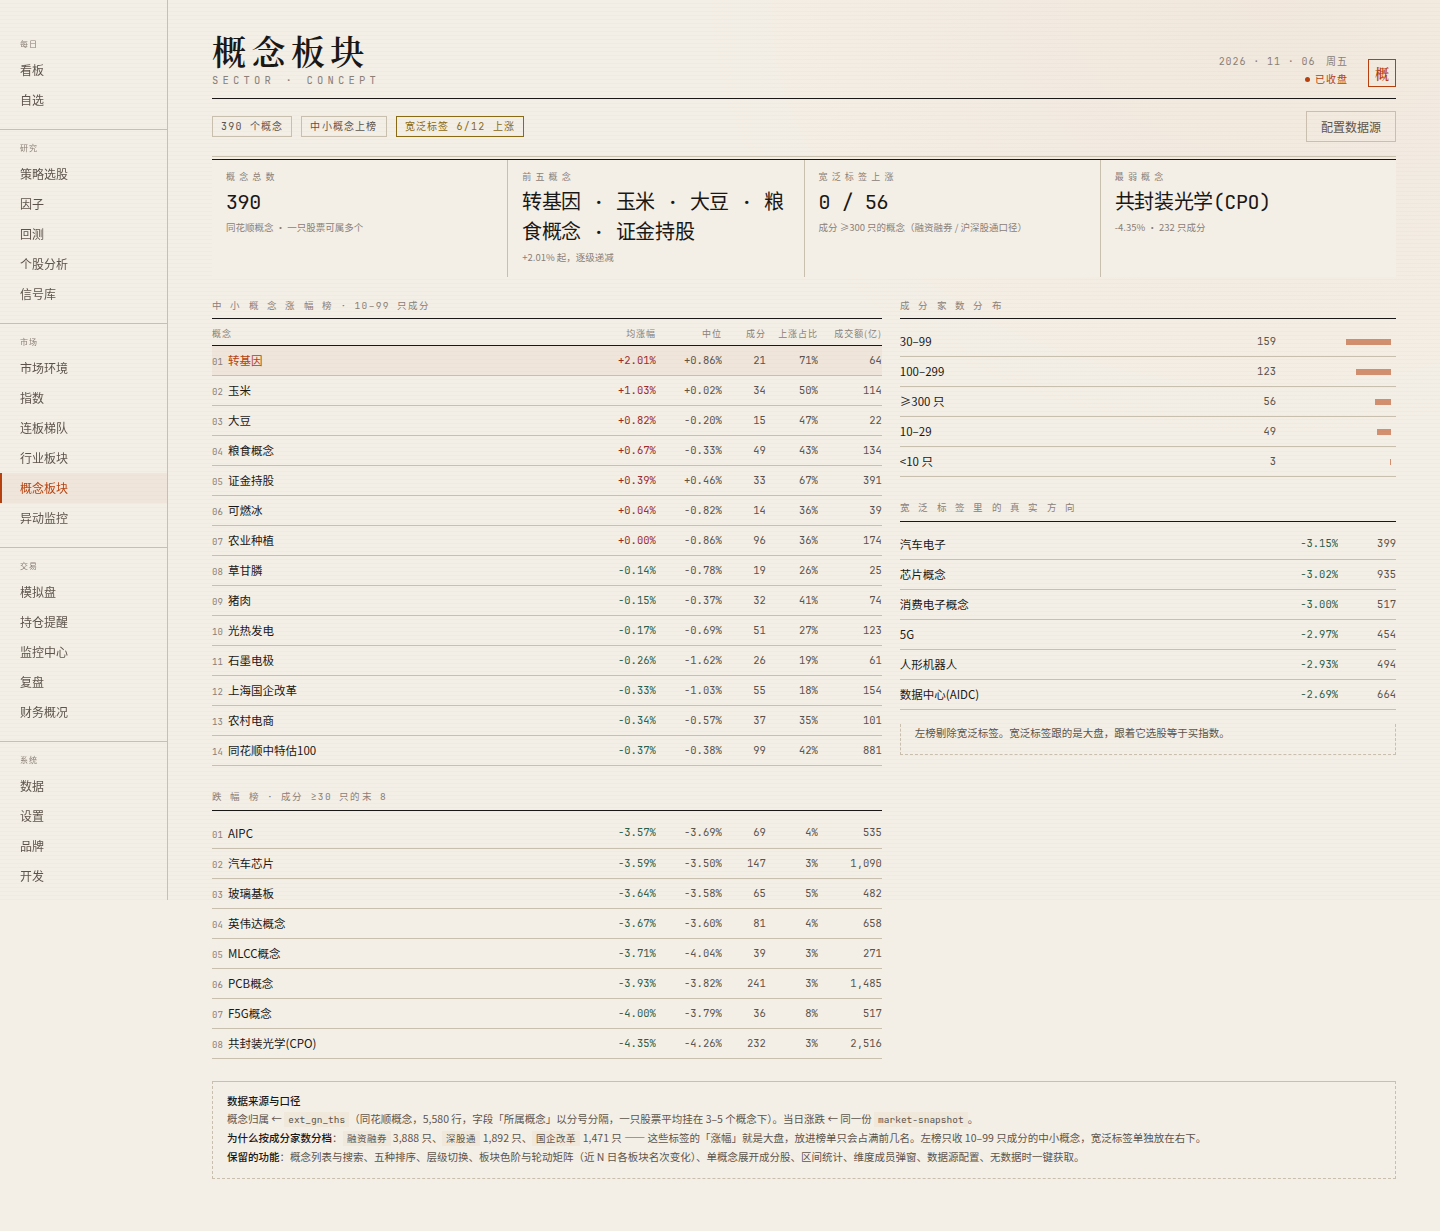 每日
看板
自选
研究
策略选股
因子
回测
个股分析
信号库
市场
市场环境
指数
连板梯队
行业板块
概念板块
异动监控
交易
模拟盘
持仓提醒
监控中心
复盘
财务概况
系统
数据
设置
品牌
开发
概念板块
SECTOR · CONCEPT
2026 · 11 · 06 周五
已收盘
概
390 个概念 中小概念上榜 宽泛标签 6/12 上涨
配置数据源
概念总数
390
同花顺概念 · 一只股票可属多个
前五概念
转基因 · 玉米 · 大豆 · 粮
食概念 · 证金持股
+2.01% 起，逐级递减
宽泛标签上涨
0 / 56
成分 ≥300 只的概念（融资融券 / 沪深股通口径）
最弱概念
共封装光学(CPO)
-4.35% · 232 只成分
中小概念涨幅榜 · 10–99 只成分
概念 均涨幅 中位 成分 上涨占比 成交额(亿)
01 转基因 +2.01% +0.86% 21 71% 64
02 玉米 +1.03% +0.02% 34 50% 114
03 大豆 +0.82% -0.20% 15 47% 22
04 粮食概念 +0.67% -0.33% 49 43% 134
05 证金持股 +0.39% +0.46% 33 67% 391
06 可燃冰 +0.04% -0.82% 14 36% 39
07 农业种植 +0.00% -0.86% 96 36% 174
08 草甘膦 -0.14% -0.78% 19 26% 25
09 猪肉 -0.15% -0.37% 32 41% 74
10 光热发电 -0.17% -0.69% 51 27% 123
11 石墨电极 -0.26% -1.62% 26 19% 61
12 上海国企改革 -0.33% -1.03% 55 18% 154
13 农村电商 -0.34% -0.57% 37 35% 101
14 同花顺中特估100 -0.37% -0.38% 99 42% 881
跌幅榜 · 成分 ≥30 只的末 8
01 AIPC -3.57% -3.69% 69 4% 535
02 汽车芯片 -3.59% -3.50% 147 3% 1,090
03 玻璃基板 -3.64% -3.58% 65 5% 482
04 英伟达概念 -3.67% -3.60% 81 4% 658
05 MLCC概念 -3.71% -4.04% 39 3% 271
06 PCB概念 -3.93% -3.82% 241 3% 1,485
07 F5G概念 -4.00% -3.79% 36 8% 517
08 共封装光学(CPO) -4.35% -4.26% 232 3% 2,516
成分家数分布
30–99 159
100–299 123
≥300 只 56
10–29 49
<10 只 3
宽泛标签里的真实方向
汽车电子 -3.15% 399
芯片概念 -3.02% 935
消费电子概念 -3.00% 517
5G -2.97% 454
人形机器人 -2.93% 494
数据中心(AIDC) -2.69% 664
左榜剔除宽泛标签。宽泛标签跟的是大盘，跟着它选股等于买指数。
数据来源与口径
概念归属 ← ext_gn_ths（同花顺概念，5,580 行，字段「所属概念」以分号分隔，一只股票平均挂在 3–5 个概念下）。当日涨跌 ← 同一份 market-snapshot。
为什么按成分家数分档： 融资融券 3,888 只、 深股通 1,892 只、 国企改革 1,471 只 —— 这些标签的「涨幅」就是大盘，放进榜单只会占满前几名。左榜只收 10–99 只成分的中小概念，宽泛标签单独放在右下。
保留的功能：概念列表与搜索、五种排序、层级切换、板块色阶与轮动矩阵（近 N 日各板块名次变化）、单概念展开成分股、区间统计、维度成员弹窗、数据源配置、无数据时一键获取。